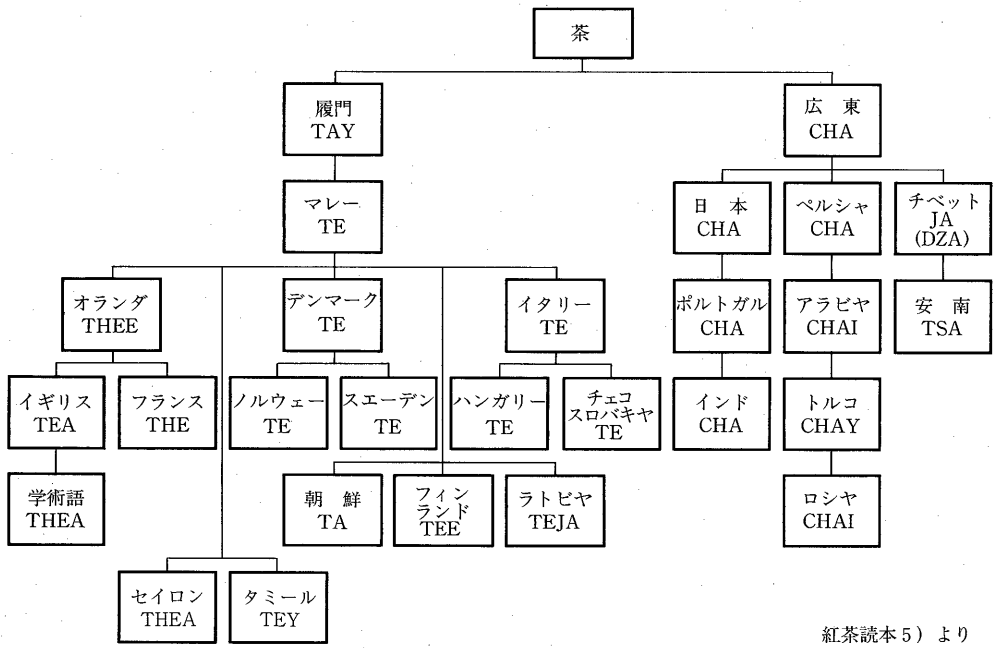 茶
履門
TAY
広東
CHA
マレー
TE
日本
CHA
ペルシャ
CHA
チベット
JA
(DZA)
オランダ
THEE
デンマーク
TE
イタリー
TE
ポルトガル
CHA
アラビヤ
CHAI
安南
TSA
イギリス
TEA
フランス
THE
ノルウェー
TE
スエーデン
TE
ハンガリー
TE
チェコ
スロバキヤ
TE
インド
CHA
トルコ
CHAY
学術語
THEA
朝鮮
TA
フィン
ランド
TEE
ラトビヤ
TEJA
ロシヤ
CHAI
セイロン
THEA
タミール
TEY
紅茶読本5) より